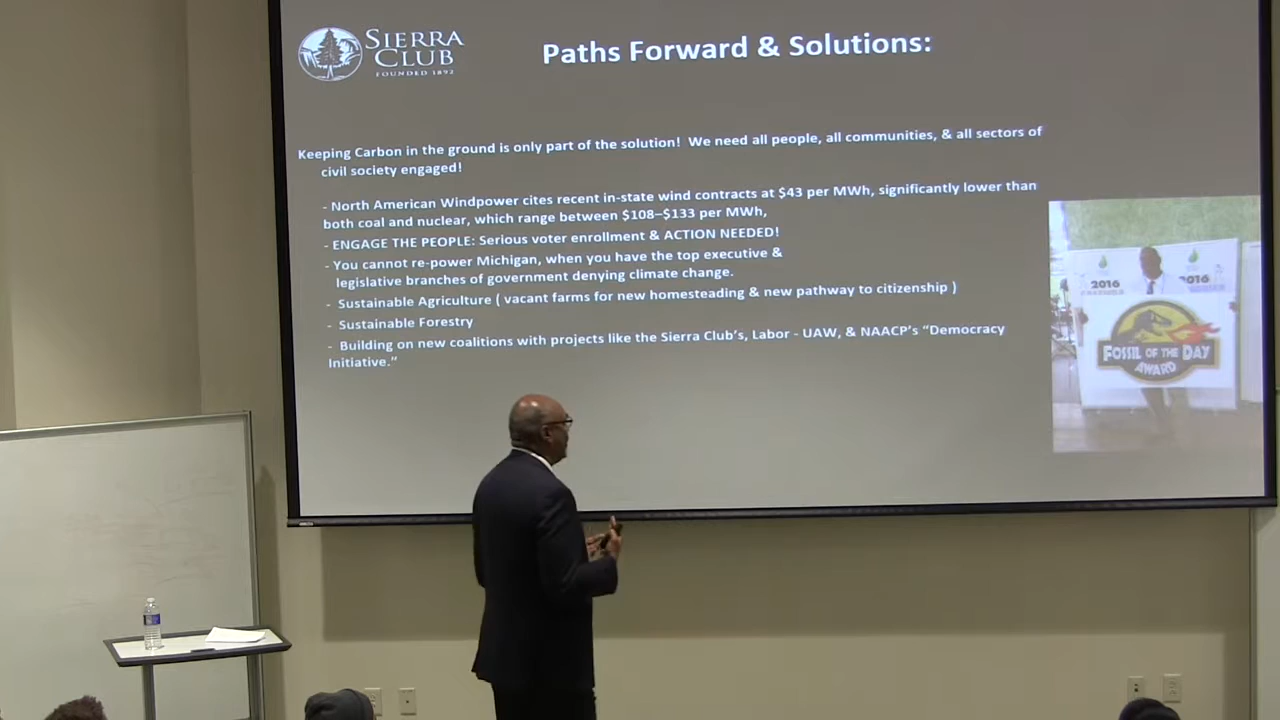 SIERRA
CLUB
FOUNDED 1892
Paths Forward & Solutions:
Keeping Carbon in the ground is only part of the solution! We need all people, all communities, & all sectors of
civil society engaged!
- North American Windpower cites recent in-state wind contracts at $43 per MWh, significantly lower than
both coal and nuclear, which range between $108–$133 per MWh,
- ENGAGE THE PEOPLE: Serious voter enrollment & ACTION NEEDED!
- You cannot re-power Michigan, when you have the top executive &
legislative branches of government denying climate change.
- Sustainable Agriculture ( vacant farms for new homesteading & new pathway to citizenship )
- Sustainable Forestry
- Building on new coalitions with projects like the Sierra Club's, Labor - UAW, & NAACP's “Democracy
Initiative.“
2016
2016
FOSSIL OF THE DAY
AWARD